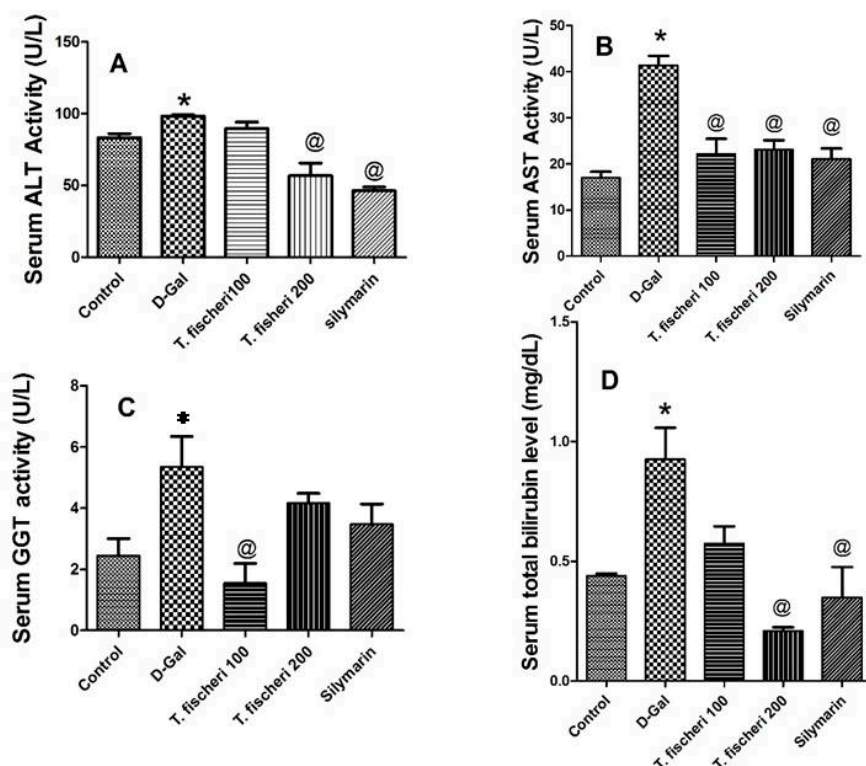 A
Serum ALT Activity (U/L)
150
100
50
0
*
@
@
Control
D-Gal
T. fischeri100
T. fisheri 200
silymarin
B
Serum AST Activity (U/L)
50
40
30
20
10
0
*
@
@
@
Control
D-Gal
T. fischeri 100
T. fischeri 200
Silymarin
C
Serum GGT activity (U/L)
8
6
4
2
0
*
@
Control
D-Gal
T. fischeri 100
T. fischeri 200
Silymarin
D
Serum total bilirubin level (mg/dL)
1.5
1.0
0.5
0.0
*
@
@
Control
D-Gal
T. fischeri 100
T. fischeri 200
Silymarin